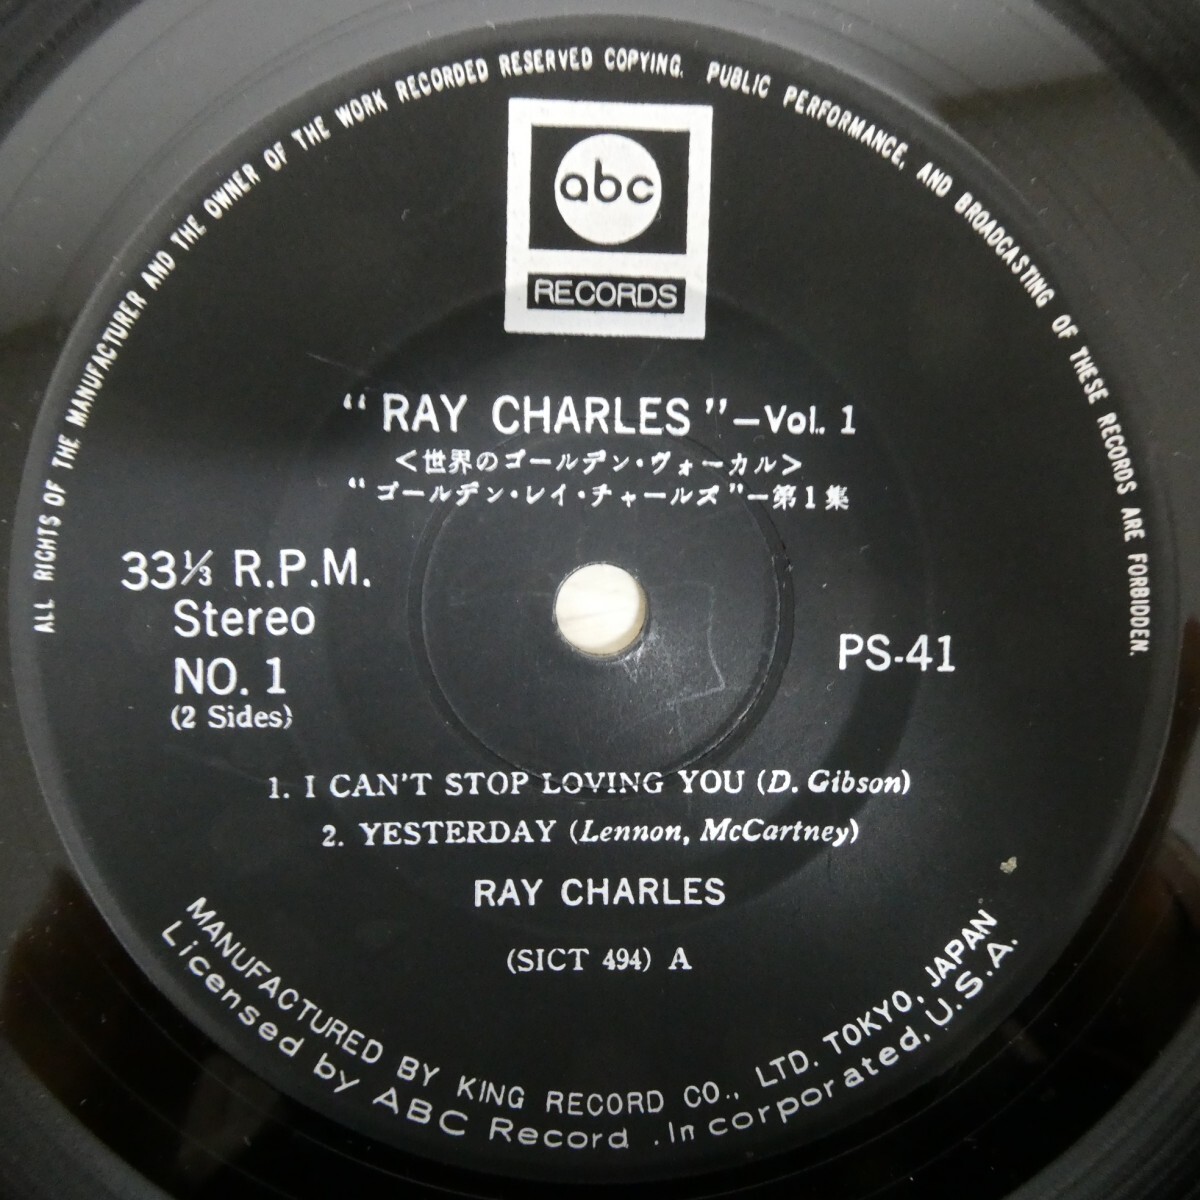 ALL RIGHTS OF THE MANUFACTURER AND THE OWNER OF THE WORK RECORDED RESERVED COPYING. PUBLIC PERFORMANCE, AND BROADCASTING OF THESE RECORDS ARE FORBIDDEN.
abc
RECORDS
“RAY CHARLES”－Vol. 1
＜世界のゴールデン・ヴォーカル＞
“ゴールデン・レイ・チャールズ”－第1集
33⅓ R.P.M.
Stereo
NO. 1
(2 Sides)
PS-41
1. I CAN'T STOP LOVING YOU (D. Gibson)
2. YESTERDAY (Lennon, McCartney)
RAY CHARLES
(SICT 494) A
MANUFACTURED BY KING RECORD CO., LTD. TOKYO, JAPAN
Licensed by ABC Record .Incorporated, U.S.A.